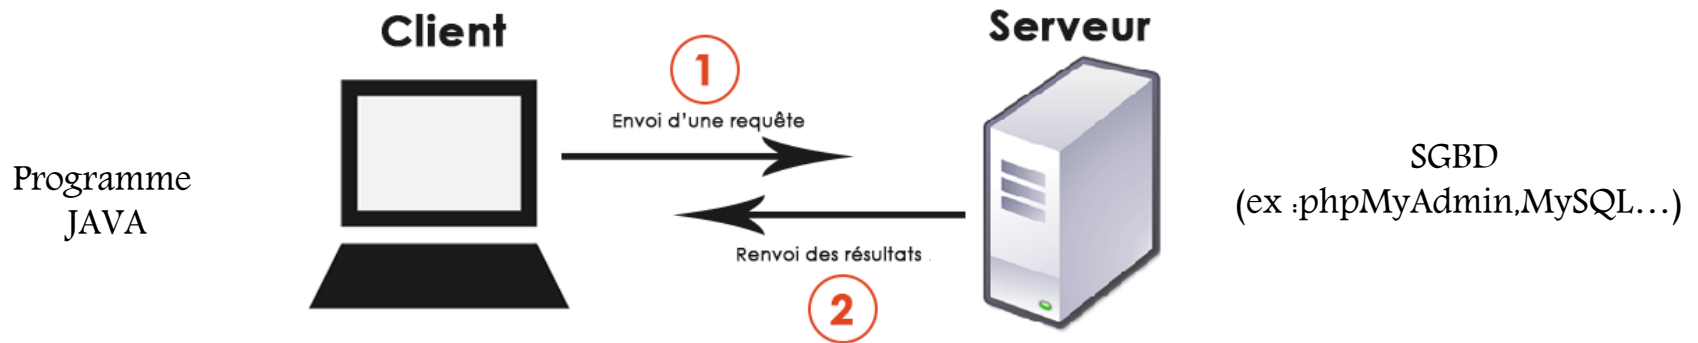 Client
Serveur
1
Envoi d'une requête
Programme
JAVA
SGBD
(ex :phpMyAdmin,MySQL...)
Renvoi des résultats
2